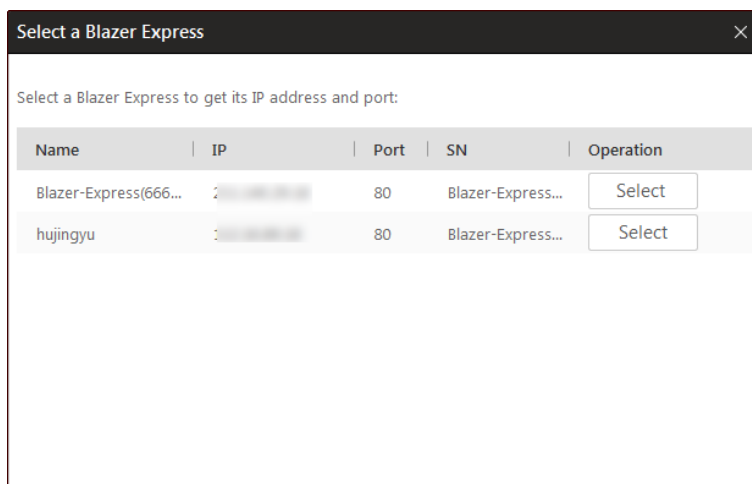 Select a Blazer Express
Select a Blazer Express to get its IP address and port:
Name IP Port SN Operation
Blazer-Express(666... 80 Blazer-Express... Select
hujingyu 80 Blazer-Express... Select